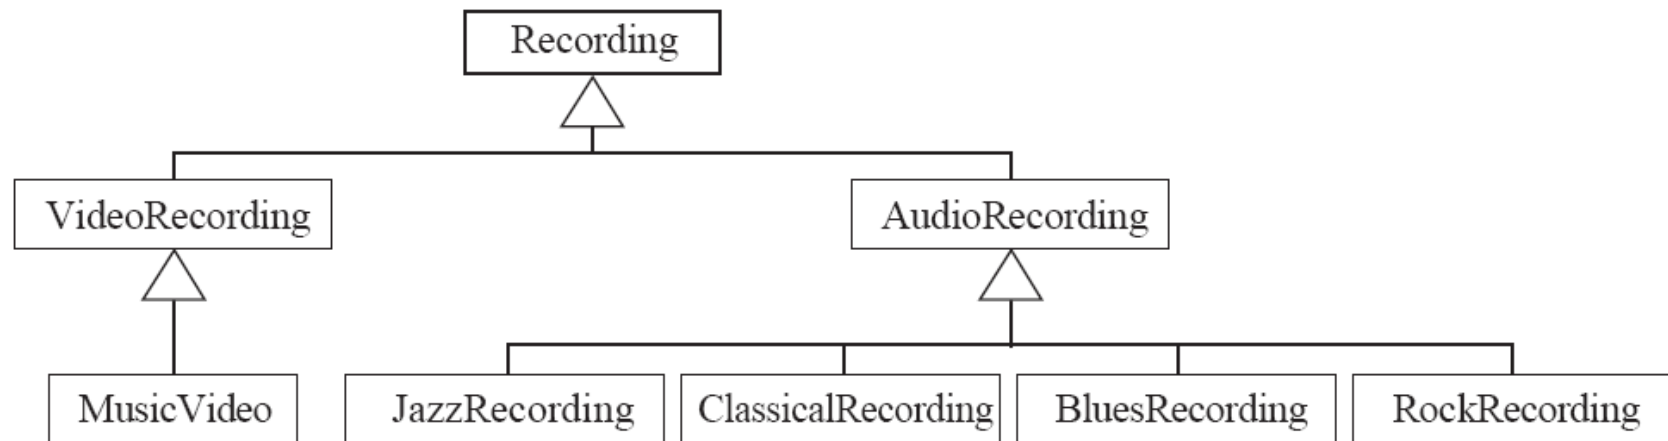 Recording
VideoRecording
AudioRecording
MusicVideo
JazzRecording
ClassicalRecording
BluesRecording
RockRecording